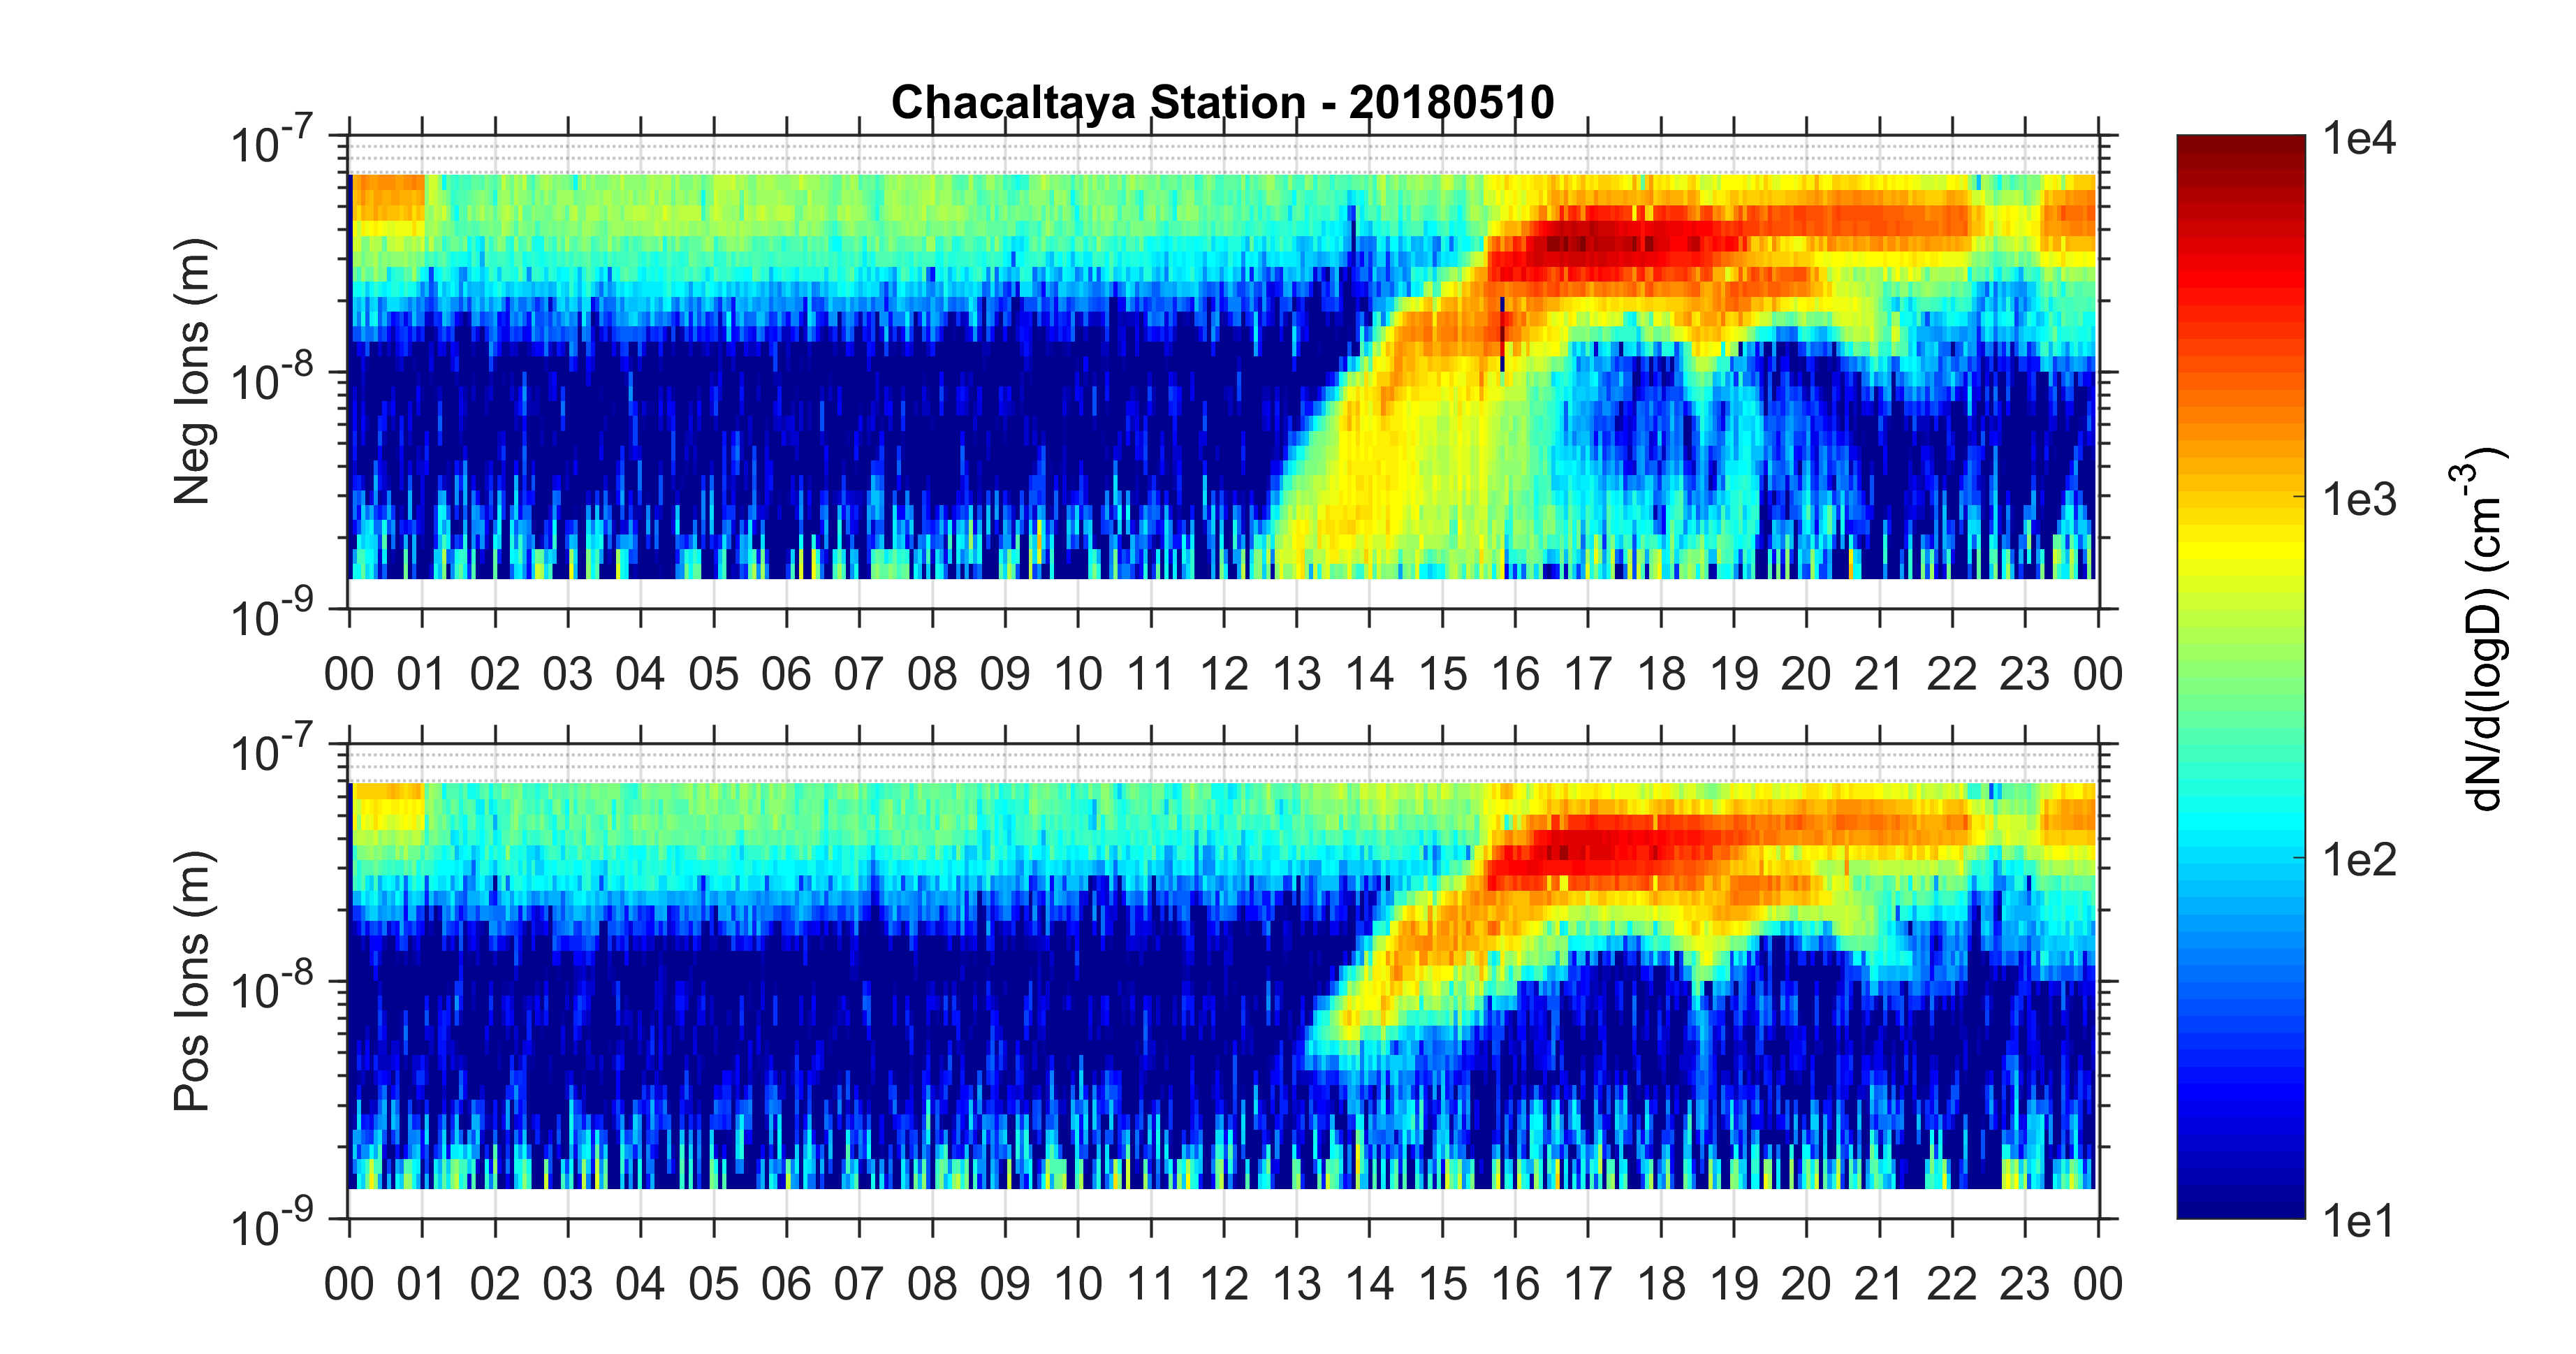 Chacaltaya Station - 20180510
10-7
10-8
10-9
Neg Ions (m)
00 01 02 03 04 05 06 07 08 09 10 11 12 13 14 15 16 17 18 19 20 21 22 23 00
10-7
10-8
10-9
Pos Ions (m)
00 01 02 03 04 05 06 07 08 09 10 11 12 13 14 15 16 17 18 19 20 21 22 23 00
1e4
1e3
1e2
1e1
dN/d(logD) (cm-3)